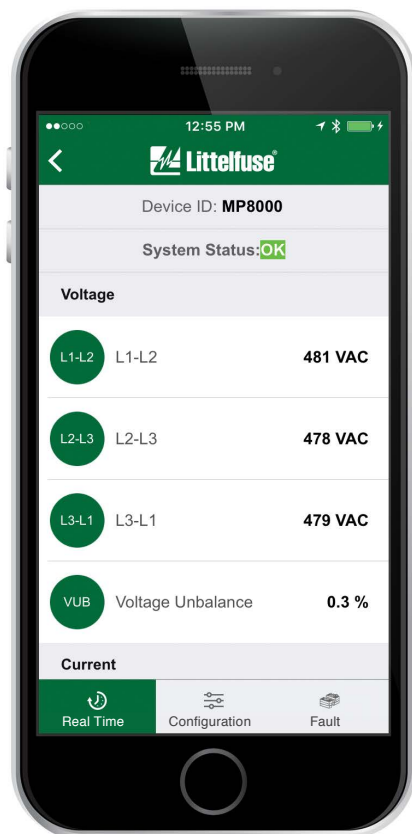 12:55 PM
Littelfuse®
Device ID: MP8000
System Status:OK
Voltage
L1-L2 L1-L2 481 VAC
L2-L3 L2-L3 478 VAC
L3-L1 L3-L1 479 VAC
VUB Voltage Unbalance 0.3 %
Current
Real Time Configuration Fault